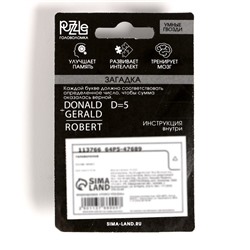 Puzzle
ГОЛОВОЛОМКА
УМНЫЕ
ГВОЗДИ
УЛУЧШАЕТ
ПАМЯТЬ
РАЗВИВАЕТ
ИНТЕЛЛЕКТ
ТРЕНИРУЕТ
МОЗГ
ЗАГАДКА
Каждой букве должно соответствовать
определенное число, чтобы сумма
оказалась верной.
DONALD D=5
GERALD
ROBERT
ИНСТРУКЦИЯ
внутри
SIMA-
LAND
SIMA-LAND.RU